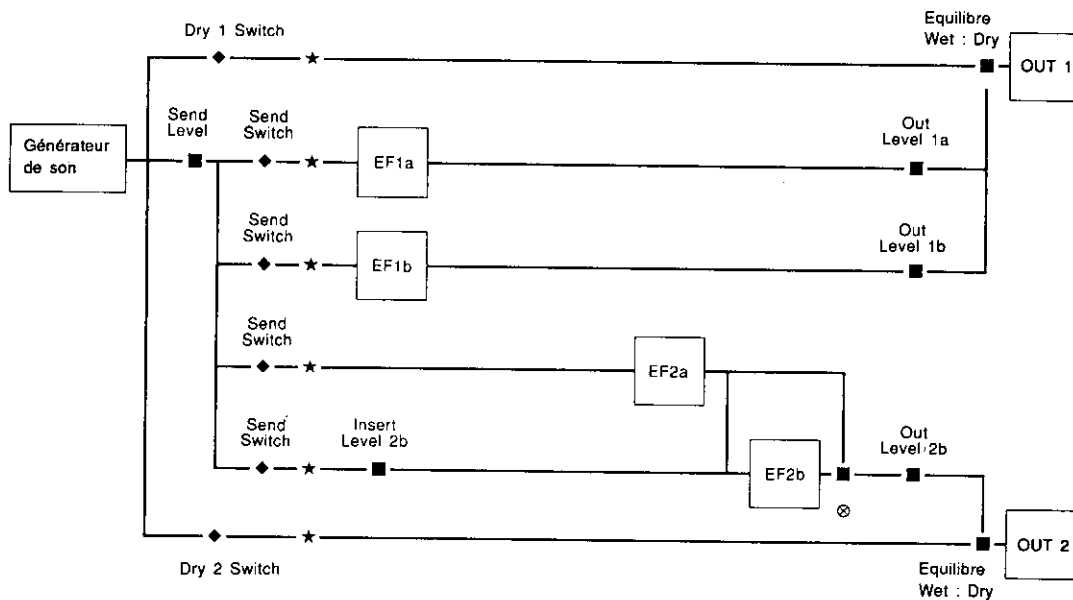 Dry 1 Switch
Equilibre
Wet : Dry
OUT 1
Send
Level
Send
Switch
Générateur
de son
EF1a
Out
Level 1a
Send
Switch
EF1b
Out
Level 1b
Send
Switch
EF2a
Send
Switch
Insert
Level 2b
EF2b
Out
Level 2b
Dry 2 Switch
OUT 2
Equilibre
Wet : Dry